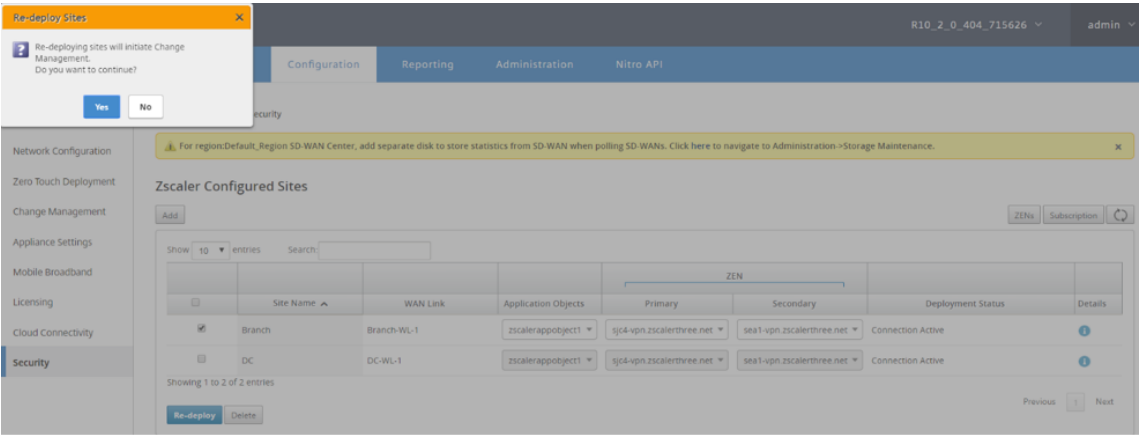 Re-deploy Sites
Re-deploying sites will initiate Change
Management.
Do you want to continue?
Yes No
R10_2_0_404_715626 admin
Configuration Reporting Administration Nitro API
ecurity
For region:Default_Region SD-WAN Center, add separate disk to store statistics from SD-WAN when polling SD-WANs. Click here to navigate to Administration->Storage Maintenance.
Network Configuration
Zero Touch Deployment
Change Management
Appliance Settings
Mobile Broadband
Licensing
Cloud Connectivity
Security
Zscaler Configured Sites
Add ZENs Subscription
Show 10 entries Search:
ZEN
Site Name WAN Link Application Objects Primary Secondary Deployment Status Details
Branch Branch-WL-1 zscalerappobject1 sjc4-vpn.zscalerthree.net sea1-vpn.zscalerthree.net Connection Active
DC DC-WL-1 zscalerappobject1 sjc4-vpn.zscalerthree.net sea1-vpn.zscalerthree.net Connection Active
Showing 1 to 2 of 2 entries
Previous 1 Next
Re-deploy Delete